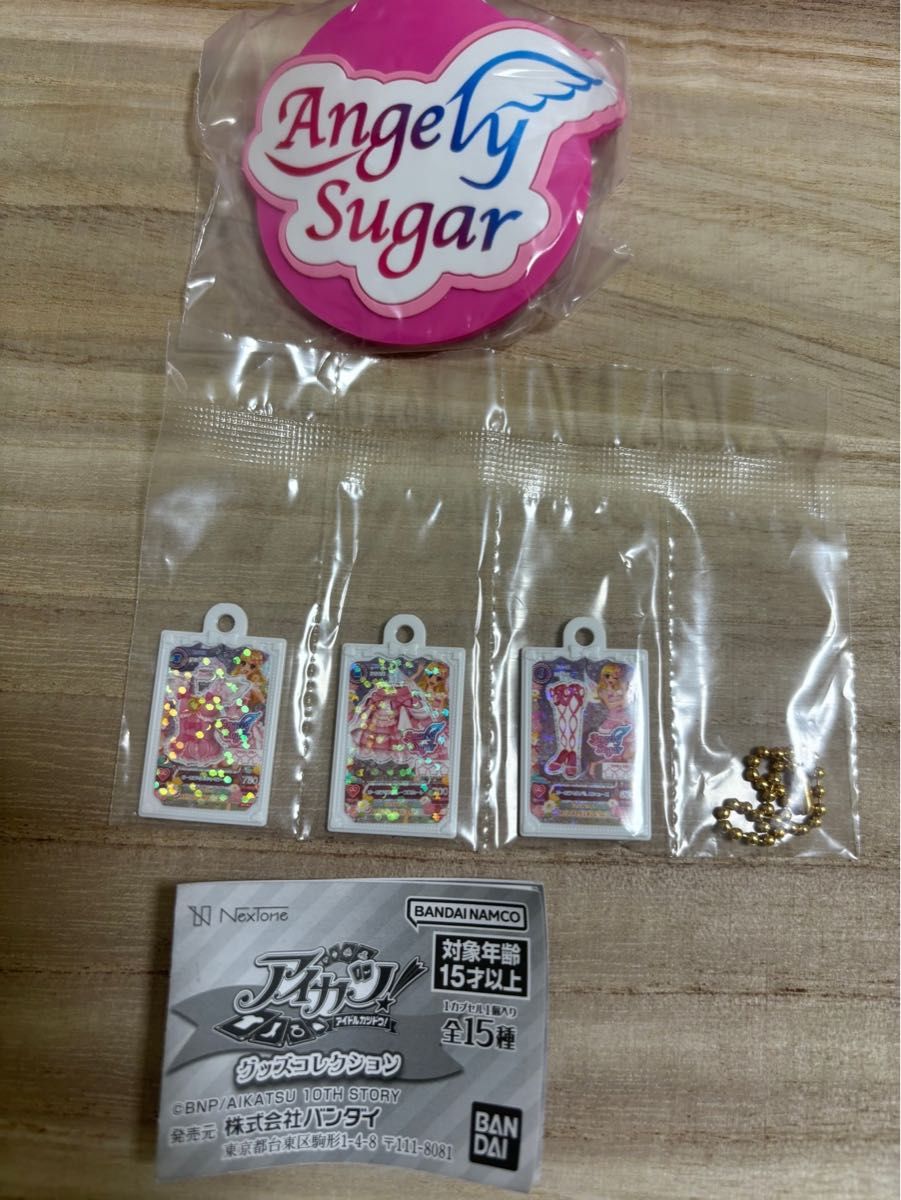 Angely
Sugar
780
NexTone
BANDAI NAMCO
アイカツ!
アイドルカツドウ!
グッズコレクション
対象年齢
15才以上
1カプセル1個入り
全15種
©BNP/AIKATSU 10TH STORY
発売元 株式会社バンダイ
東京都台東区駒形1-4-8 〒111-8081
BAN
DAI